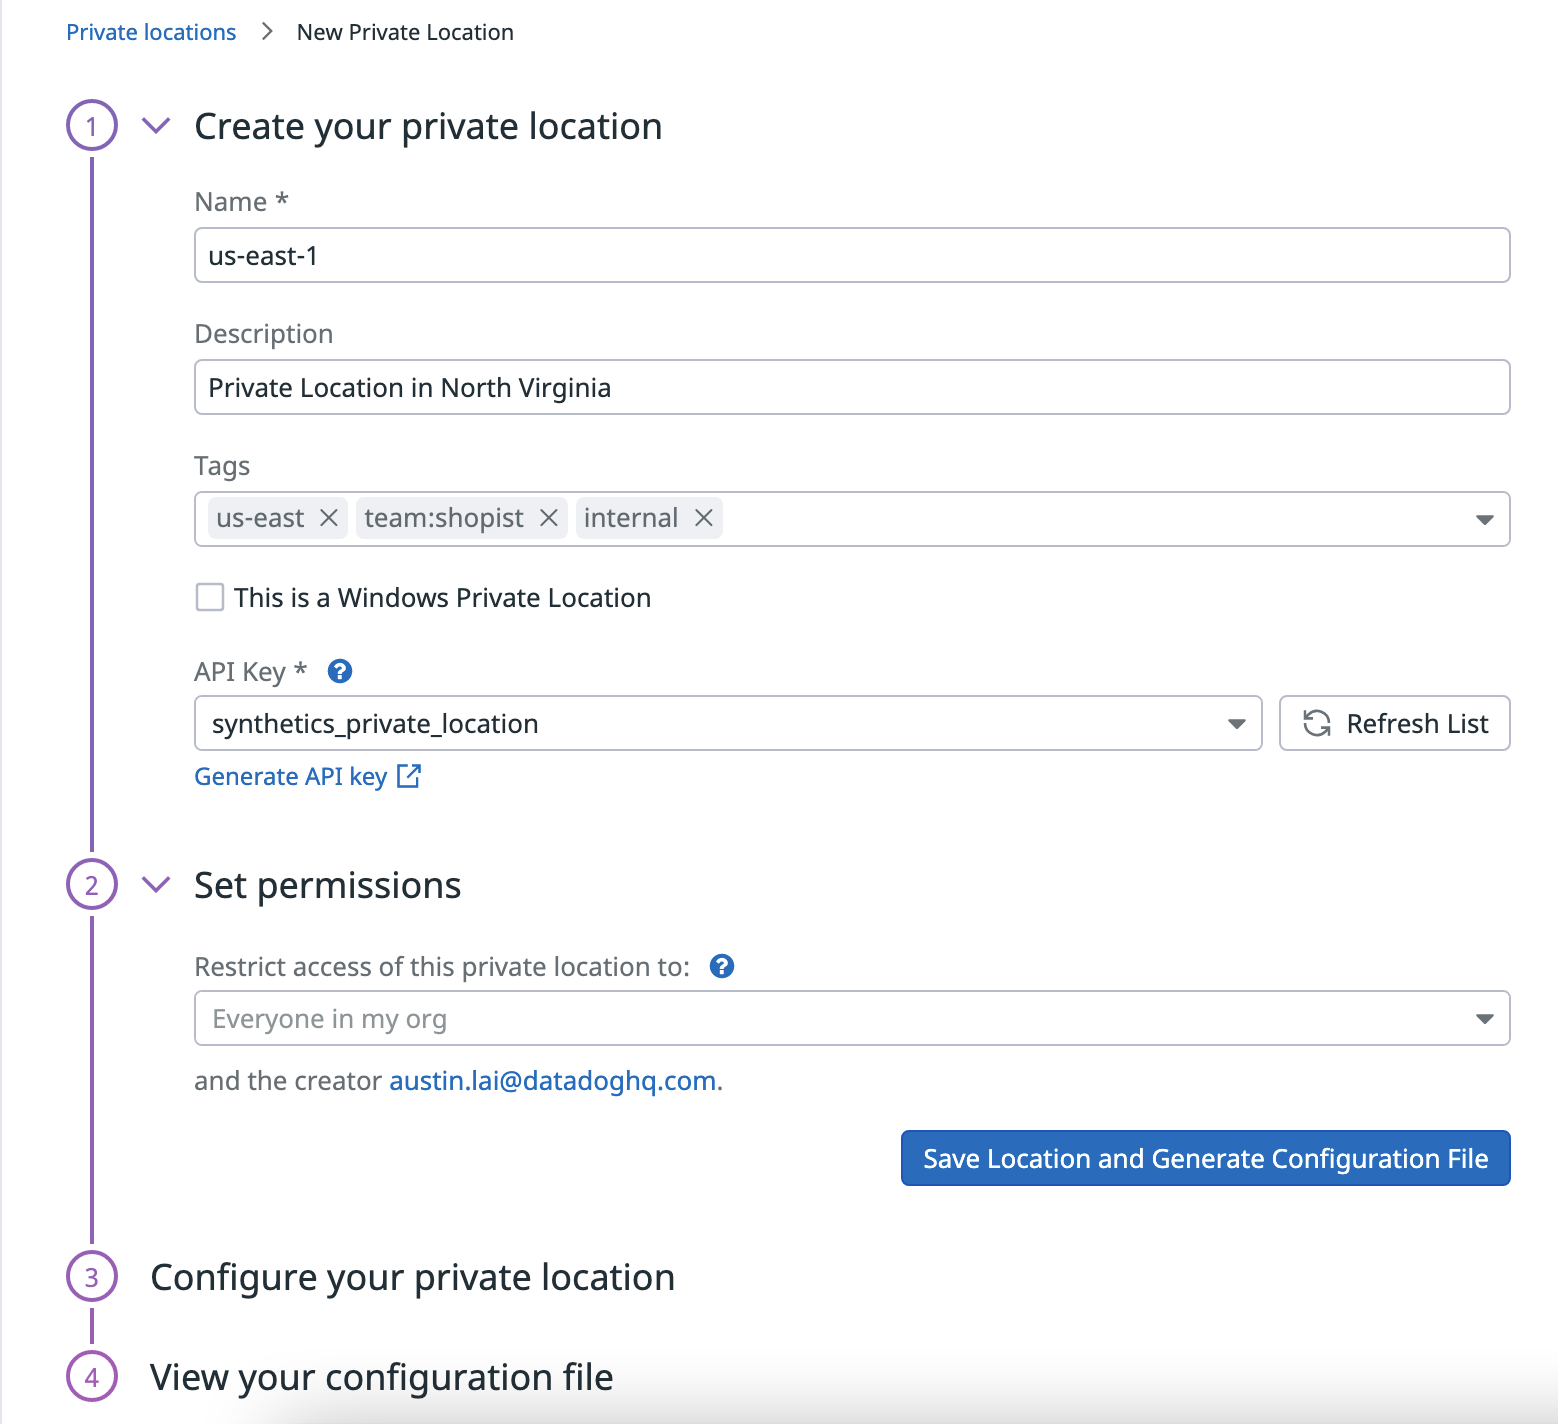 Private locations > New Private Location
1 Create your private location
Name *
us-east-1
Description
Private Location in North Virginia
Tags
us-east team:shopist internal
This is a Windows Private Location
API Key * ?
synthetics_private_location Refresh List
Generate API key
2 Set permissions
Restrict access of this private location to: ?
Everyone in my org
and the creator austin.lai@datadoghq.com.
Save Location and Generate Configuration File
3 Configure your private location
4 View your configuration file